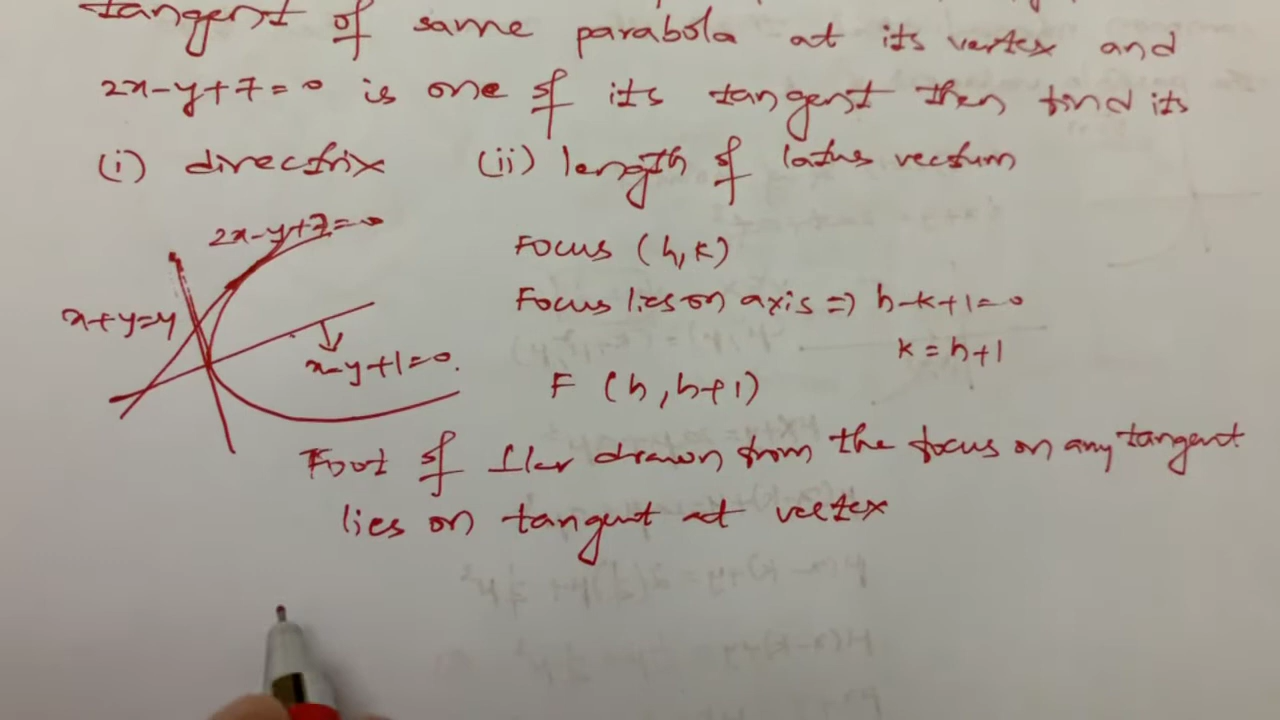 tangent of same parabola at its vertex and
2x-y+7=0 is one of its tangent then find its
(i) directrix (ii) length of latus rectum
2x-y+7=0
x+y=4
x-y+1=0.
Focus (h,k)
Focus lies on axis ⇒ h-k+1=0
k=h+1
F (h,h+1)
Foot of ⊥lar drawn from the focus on any tangent
lies on tangent at vertex